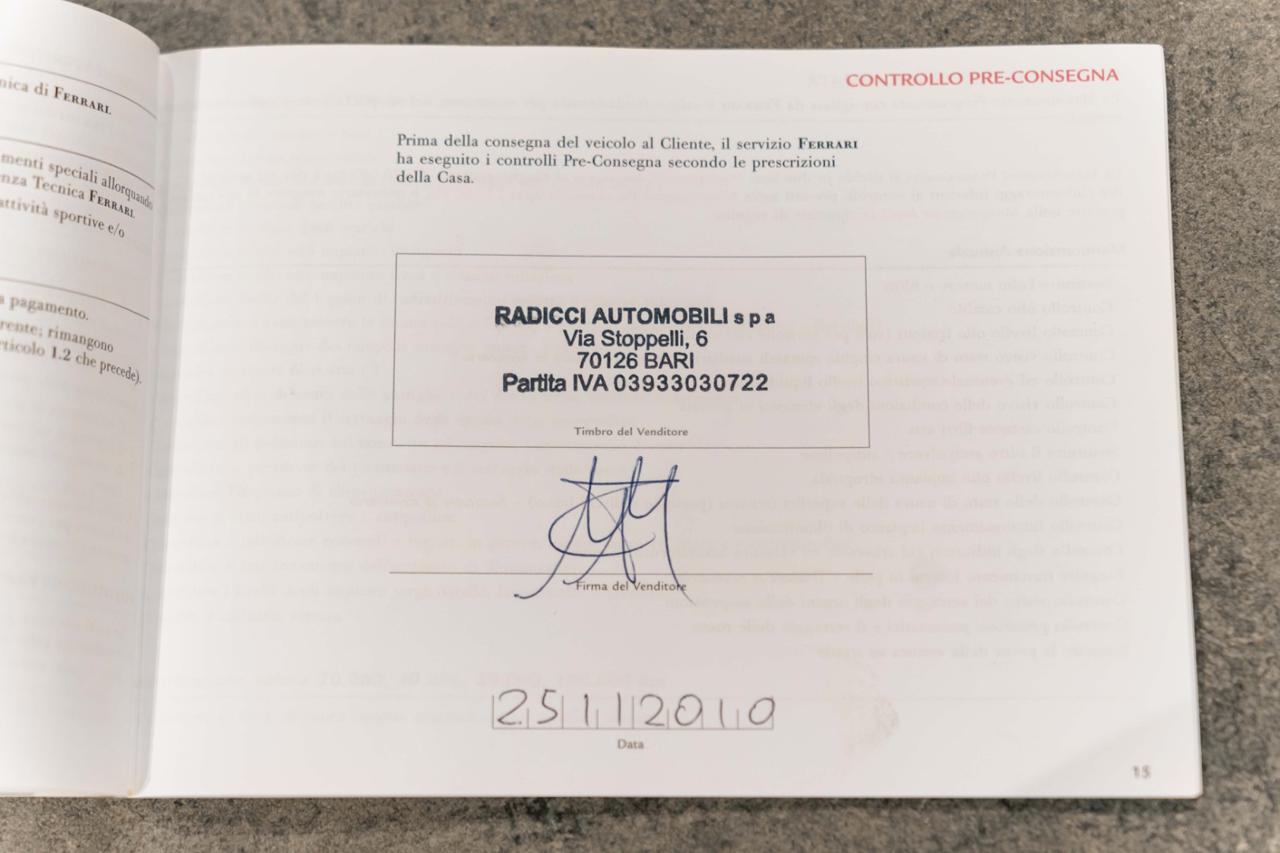 nica di FERRARI.
menti speciali allorquando
enza Tecnica FERRARI.
attività sportive e/o
a pagamento.
rente; rimangono
rticolo 1.2 che precede).
CONTROLLO PRE-CONSEGNA
Prima della consegna del veicolo al Cliente, il servizio FERRARI
ha eseguito i controlli Pre-Consegna secondo le prescrizioni
della Casa.
RADICCI AUTOMOBILI s p a
Via Stoppelli, 6
70126 BARI
Partita IVA 03933030722
Timbro del Venditore
Firma del Venditore
25112010
Data
15